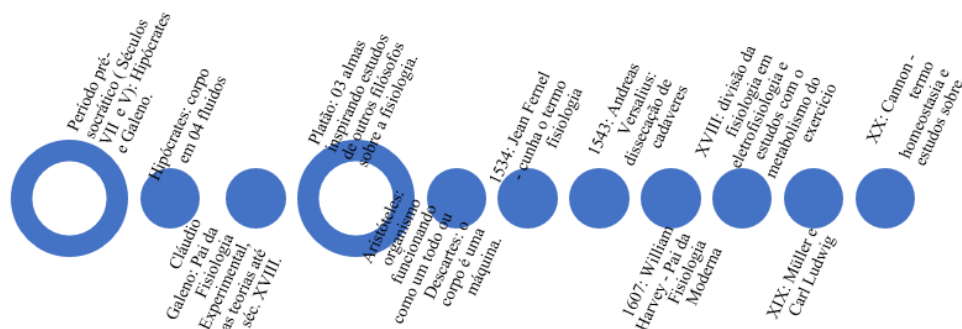 Período pré-
socrático ( Séculos
VII e V): Hipócrates
e Galeno.
Hipócrates: corpo
em 04 fluidos
Cláudio
Galeno: Pai da
Fisiologia
Experimental,
as teorias até
séc. XVIII.
Platão: 03 almas
inspirando estudos
de outros filósofos
sobre a fisiologia.
Aristóteles:
organismo
funcionando
como um todo ou
Descartes: o
corpo é uma
máquina.
1534: Jean Fernel
- cunha o termo
fisiologia
1543: Andreas
Versalius:
dissecação de
cadaveres
1607: William
Harvey - Pai da
Fisiologia
Moderna
XVIII: divisão da
fisiologia em
eletrofisiologia e
estudos com o
metabolismo do
exercício
XIX: Müller e
Carl Ludwig
XX: Cannon -
termo
homeostasia e
estudos sobre